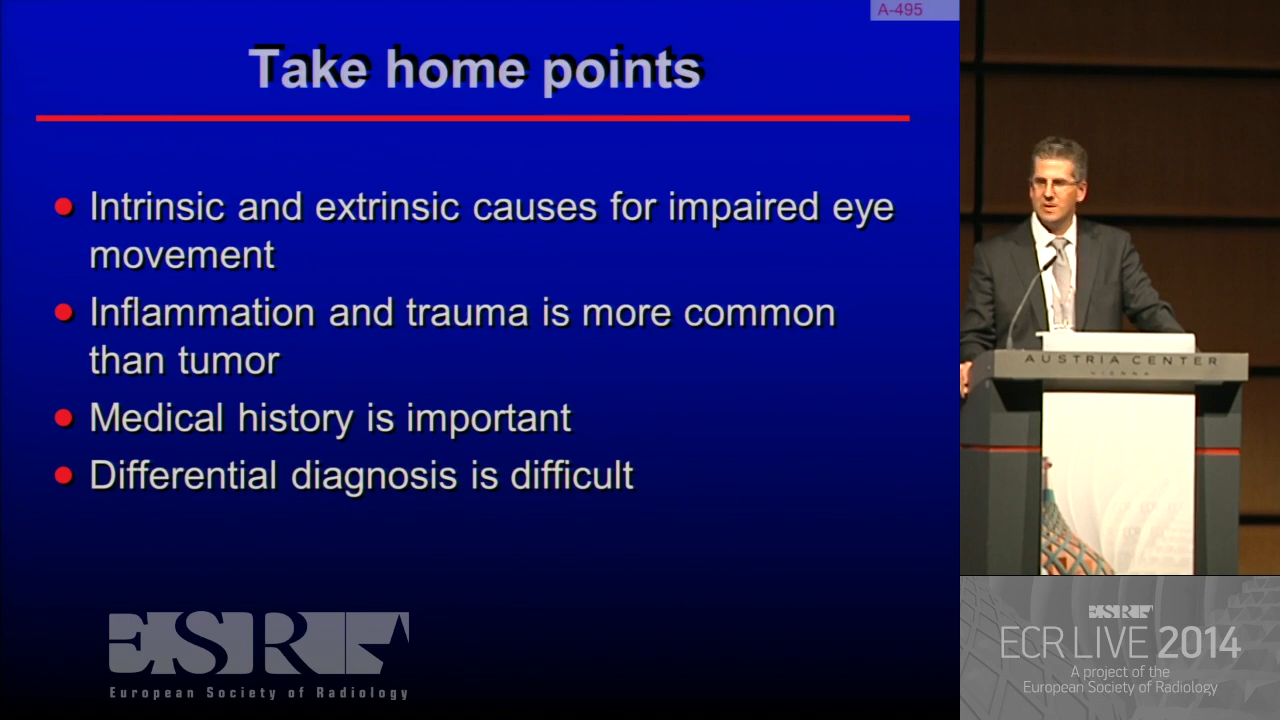 A-495
Take home points
Intrinsic and extrinsic causes for impaired eye
movement
Inflammation and trauma is more common
than tumor
Medical history is important
Differential diagnosis is difficult
ESR
European Society of Radiology
AUSTRIA CENTER
VIENNA
ESR
ECR LIVE 2014
A project of the
European Society of Radiology